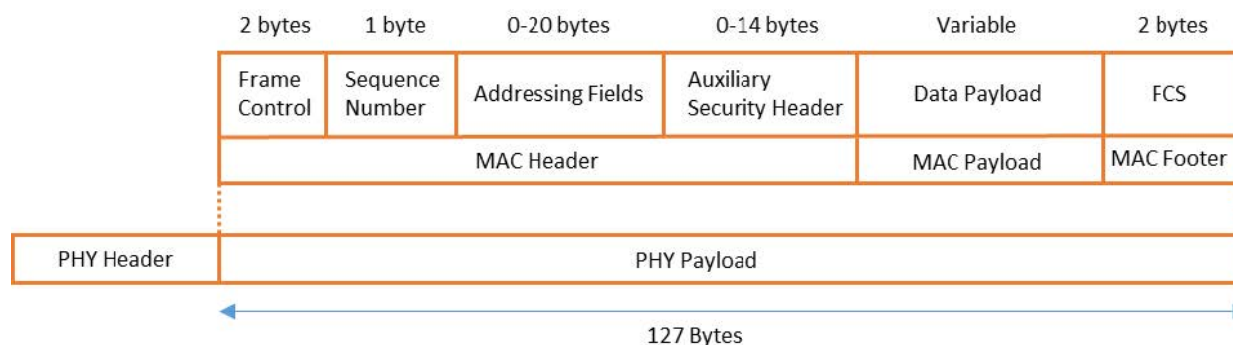 2 bytes 1 byte 0-20 bytes 0-14 bytes Variable 2 bytes
Frame Control
Sequence Number
Addressing Fields
Auxiliary Security Header
Data Payload
FCS
MAC Header MAC Payload MAC Footer
PHY Header PHY Payload
127 Bytes